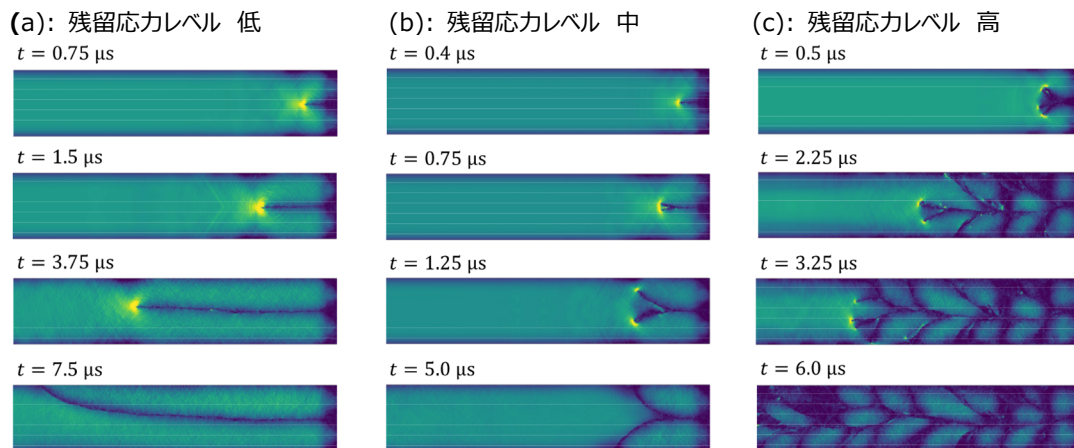 (a): 残留応力レベル 低
t = 0.75 μs
t = 1.5 μs
t = 3.75 μs
t = 7.5 μs
(b): 残留応力レベル 中
t = 0.4 μs
t = 0.75 μs
t = 1.25 μs
t = 5.0 μs
(c): 残留応力レベル 高
t = 0.5 μs
t = 2.25 μs
t = 3.25 μs
t = 6.0 μs